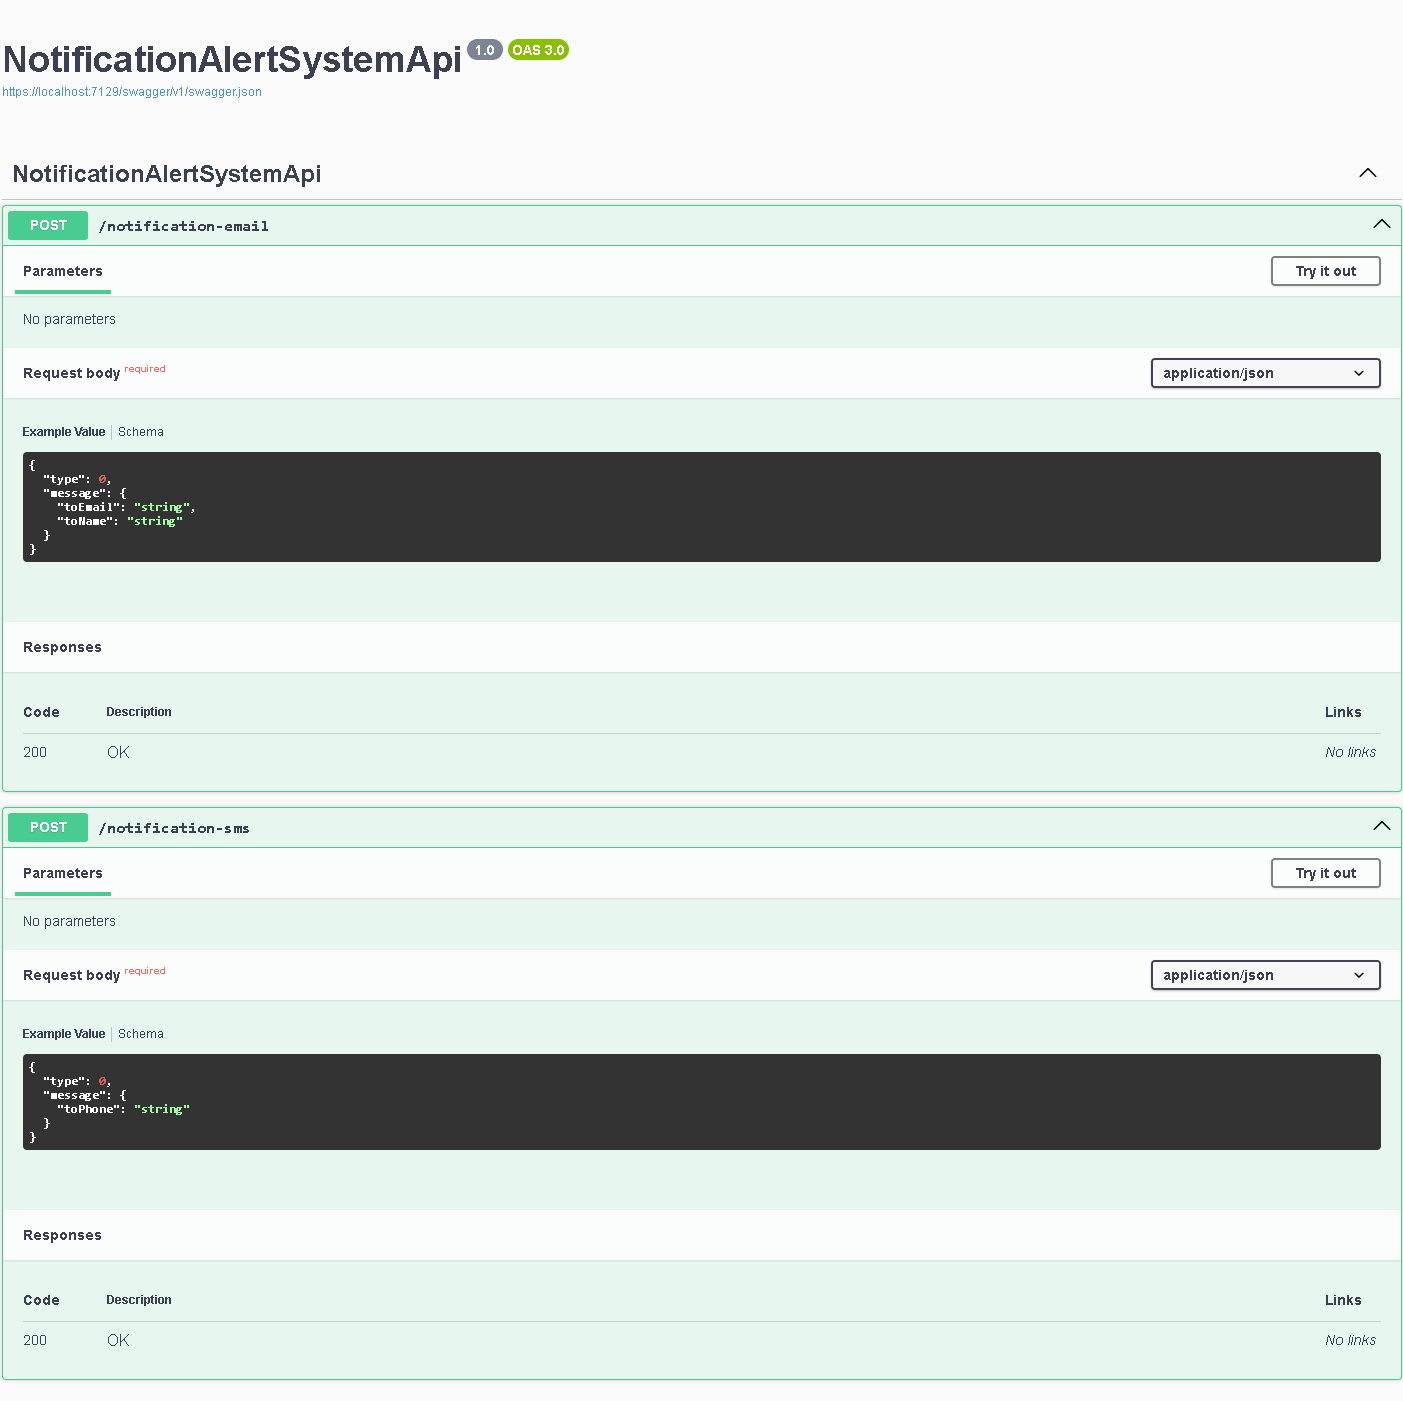 NotificationAlertSystemApi 1.0 OAS 3.0
https://localhost:7129/swagger/v1/swagger.json
NotificationAlertSystemApi
POST /notification-email
Parameters Try it out
No parameters
Request body required application/json
Example Value Schema
{
  "type": 0,
  "message": {
    "toEmail": "string",
    "toName": "string"
  }
}
Responses
Code Description Links
200 OK No links
POST /notification-sms
Parameters Try it out
No parameters
Request body required application/json
Example Value Schema
{
  "type": 0,
  "message": {
    "toPhone": "string"
  }
}
Responses
Code Description Links
200 OK No links